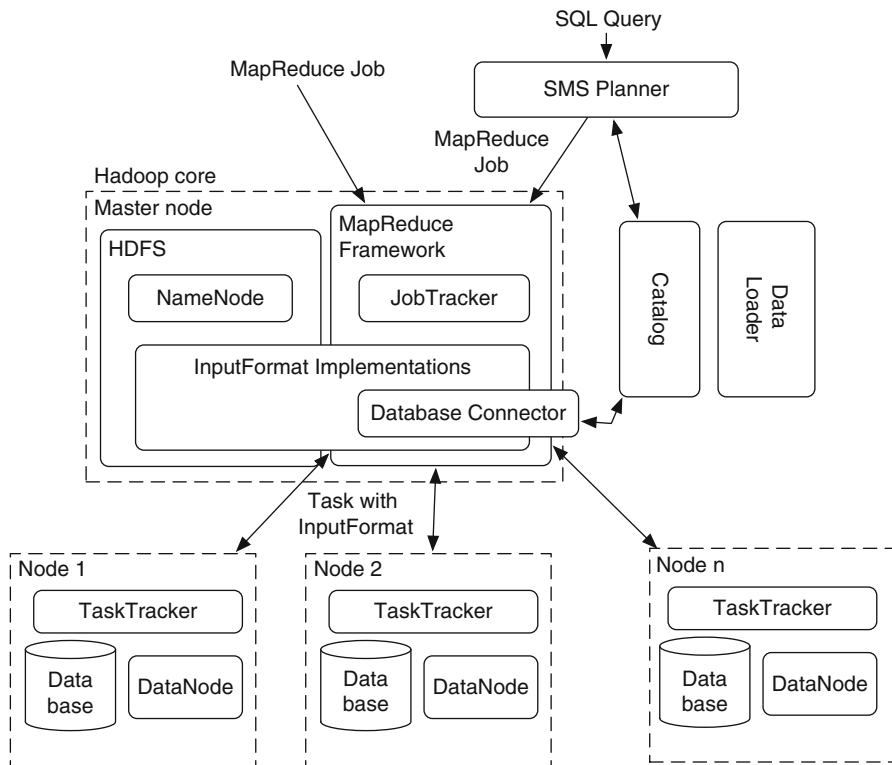 SQL Query
MapReduce Job
SMS Planner
MapReduce
Job
Hadoop core
Master node
HDFS
MapReduce
Framework
NameNode
JobTracker
Catalog
Data
Loader
InputFormat Implementations
Database Connector
Task with
InputFormat
Node 1
TaskTracker
Data
base
DataNode
Node 2
TaskTracker
Data
base
DataNode
Node n
TaskTracker
Data
base
DataNode